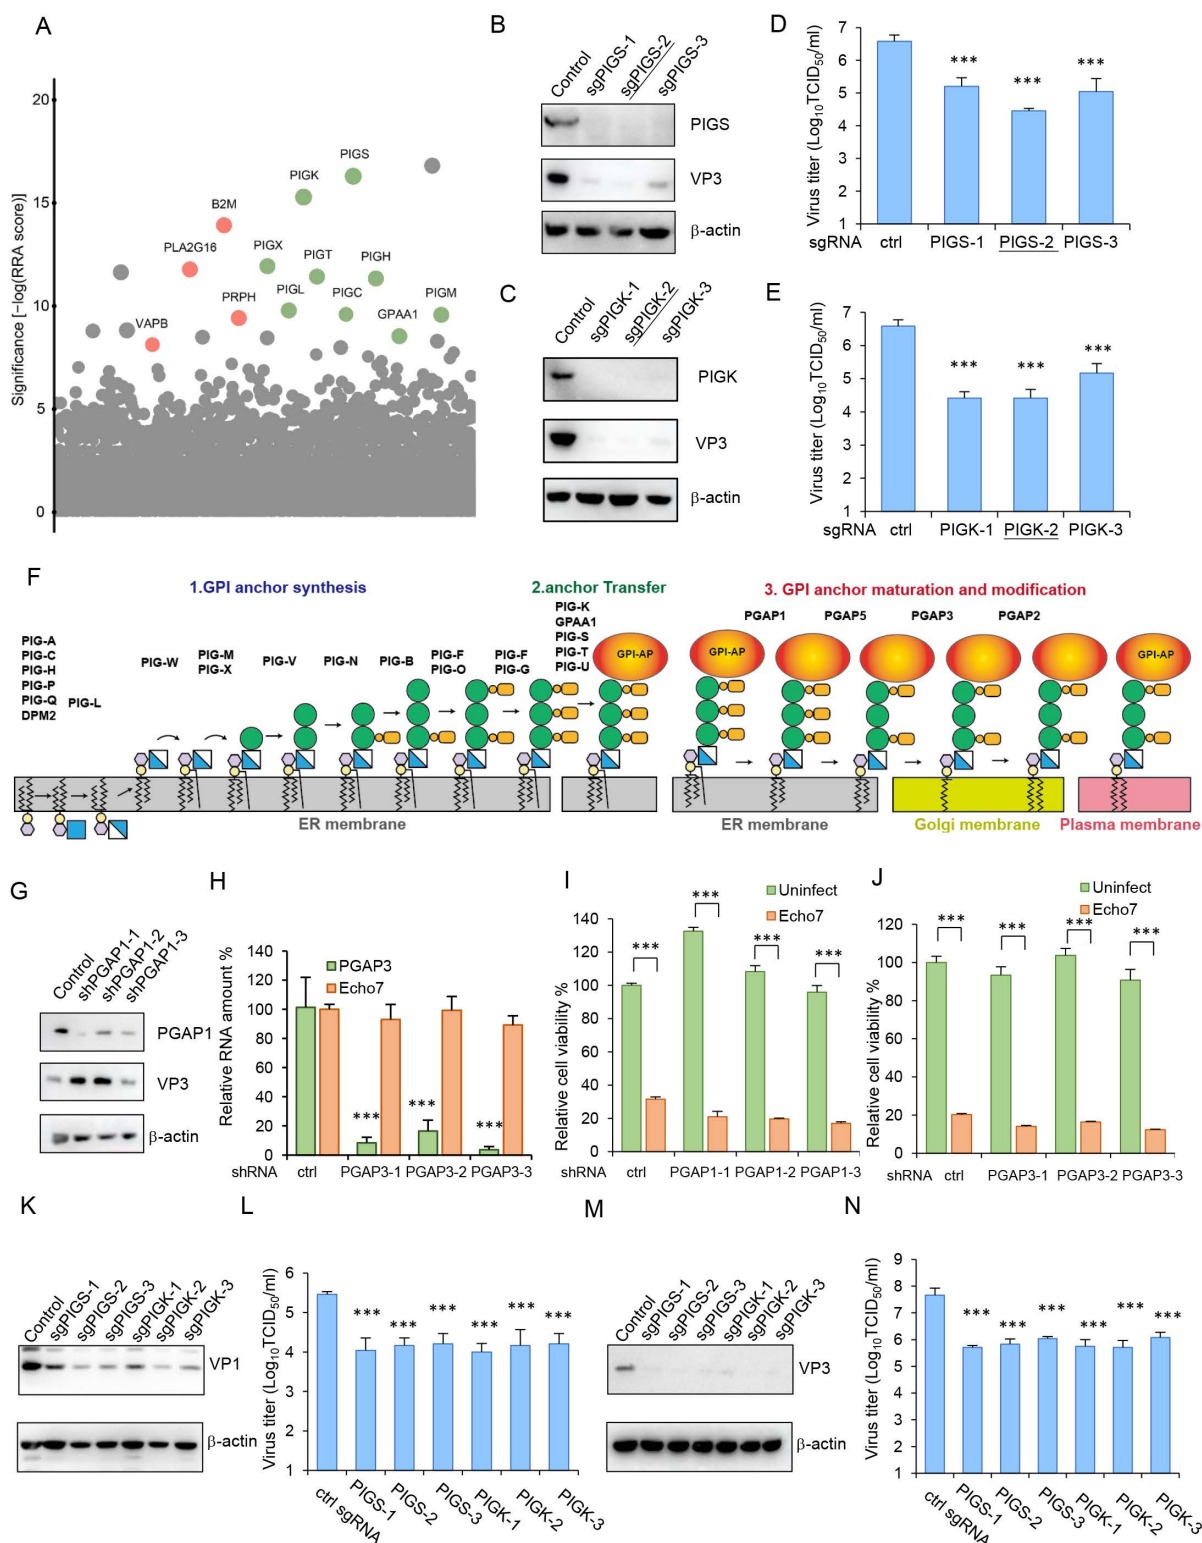 A
Significance [−log(RRA score)]
20
15
10
5
0
PIGS
PIGK
B2M
PLA2G16
PIGX
PIGT
PIGH
PRPH
PIGL
PIGC
PIGM
VAPB
GPAA1
B
Control
sgPIGS-1
sgPIGS-2
sgPIGS-3
PIGS
VP3
β-actin
C
Control
sgPIGK-1
sgPIGK-2
sgPIGK-3
PIGK
VP3
β-actin
D
Virus titer (Log10TCID50/ml)
7
6
5
4
3
2
1
***
***
***
sgRNA ctrl PIGS-1 PIGS-2 PIGS-3
E
Virus titer (Log10TCID50/ml)
7
6
5
4
3
2
1
***
***
***
sgRNA ctrl PIGK-1 PIGK-2 PIGK-3
F
1.GPI anchor synthesis
2.anchor Transfer
3. GPI anchor maturation and modification
PIG-A
PIG-C
PIG-H
PIG-P
PIG-Q
DPM2
PIG-L
PIG-W
PIG-M
PIG-X
PIG-V
PIG-N
PIG-B
PIG-F
PIG-O
PIG-F
PIG-G
PIG-K
GPAA1
PIG-S
PIG-T
PIG-U
GPI-AP
GPI-AP
PGAP1
PGAP5
PGAP3
PGAP2
GPI-AP
ER membrane
ER membrane
Golgi membrane
Plasma membrane
G
Control
shPGAP1-1
shPGAP1-2
shPGAP1-3
PGAP1
VP3
β-actin
H
Relative RNA amount %
140
120
100
80
60
40
20
0
PGAP3
Echo7
***
***
***
shRNA ctrl PGAP3-1 PGAP3-2 PGAP3-3
I
Relative cell viability %
140
120
100
80
60
40
20
0
Uninfect
Echo7
***
***
***
***
shRNA ctrl PGAP1-1 PGAP1-2 PGAP1-3
J
Relative cell viability %
140
120
100
80
60
40
20
0
Uninfect
Echo7
***
***
***
***
shRNA ctrl PGAP3-1 PGAP3-2 PGAP3-3
K
Control
sgPIGS-1
sgPIGS-2
sgPIGS-3
sgPIGK-1
sgPIGK-2
sgPIGK-3
VP1
β-actin
L
Virus titer (Log10TCID50/ml)
6
5
4
3
2
1
***
***
***
***
***
***
ctrl sgRNA
PIGS-1
PIGS-2
PIGS-3
PIGK-1
PIGK-2
PIGK-3
M
Control
sgPIGS-1
sgPIGS-2
sgPIGS-3
sgPIGK-1
sgPIGK-2
sgPIGK-3
VP3
β-actin
N
Virus titer (Log10TCID50/ml)
9
8
7
6
5
4
3
2
1
***
***
***
***
***
***
ctrl sgRNA
PIGS-1
PIGS-2
PIGS-3
PIGK-1
PIGK-2
PIGK-3